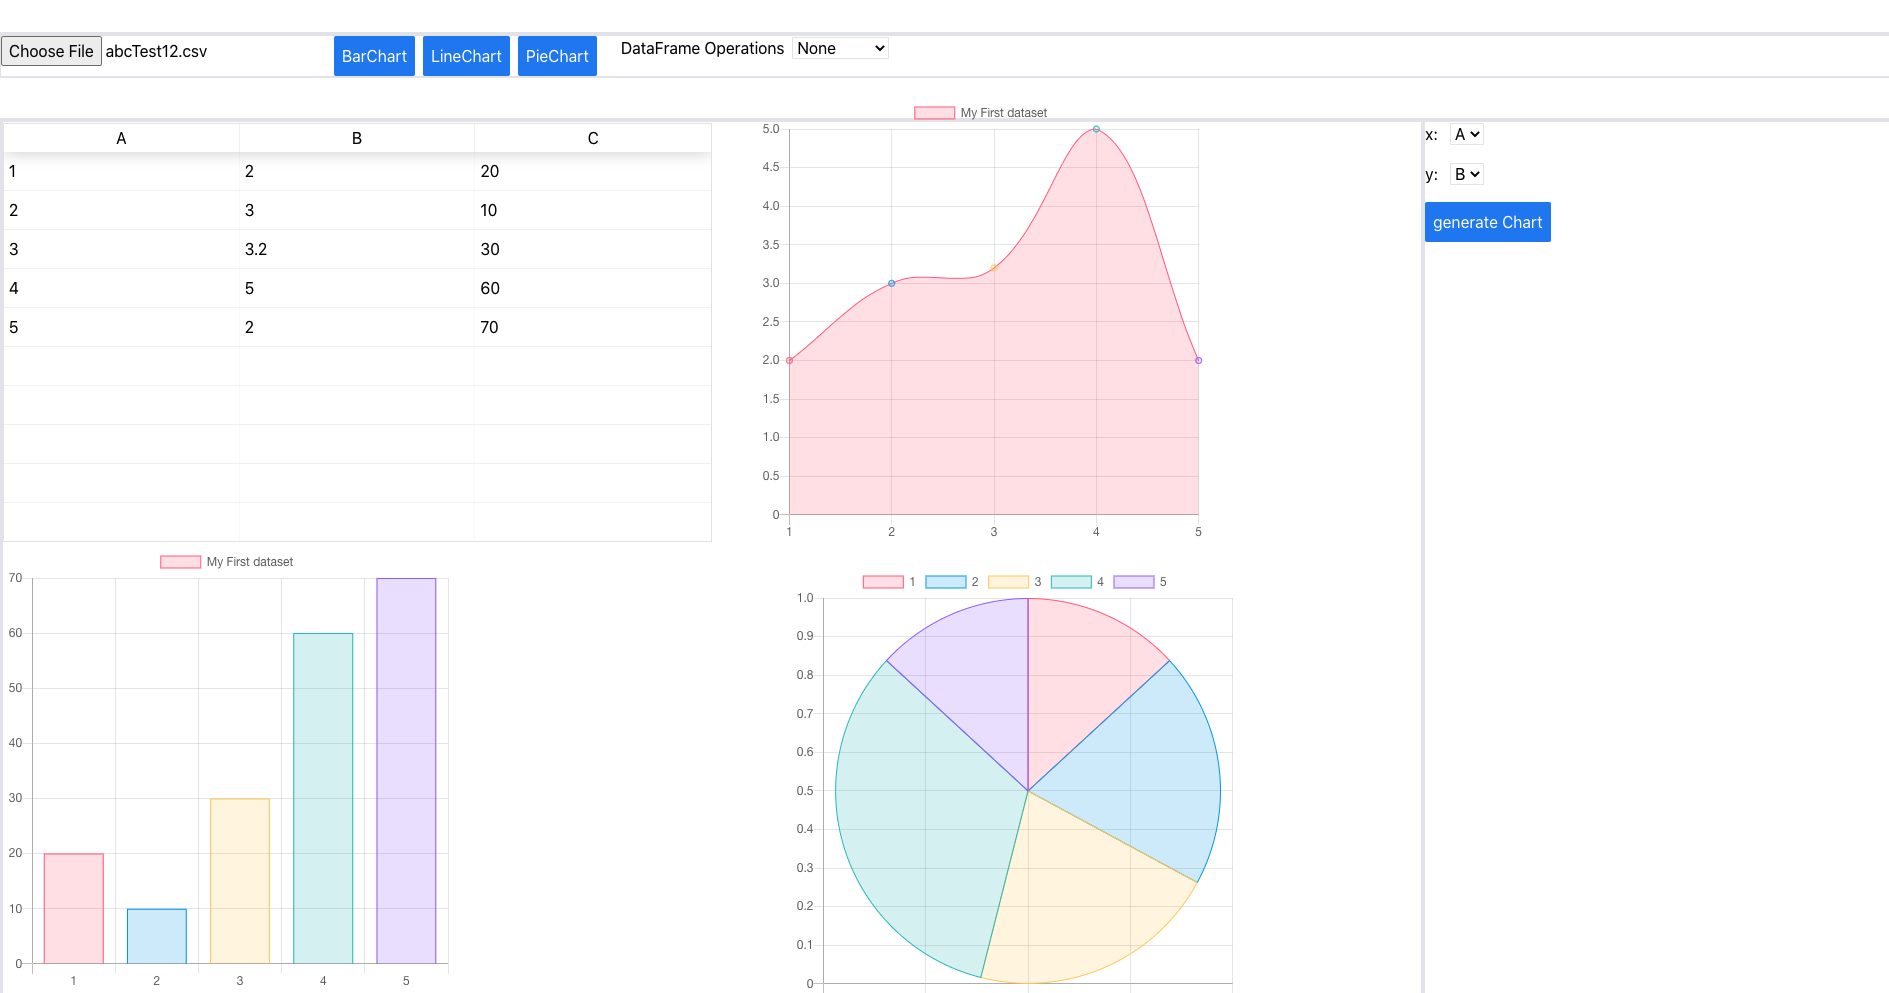 Choose File abcTest12.csv BarChart LineChart PieChart DataFrame Operations None
A B C
1 2 20
2 3 10
3 3.2 30
4 5 60
5 2 70
My First dataset
5.0
4.5
4.0
3.5
3.0
2.5
2.0
1.5
1.0
0.5
0
1 2 3 4 5
x: A
y: B
generate Chart
My First dataset
70
60
50
40
30
20
10
0
1 2 3 4 5
1 2 3 4 5
1.0
0.9
0.8
0.7
0.6
0.5
0.4
0.3
0.2
0.1
0